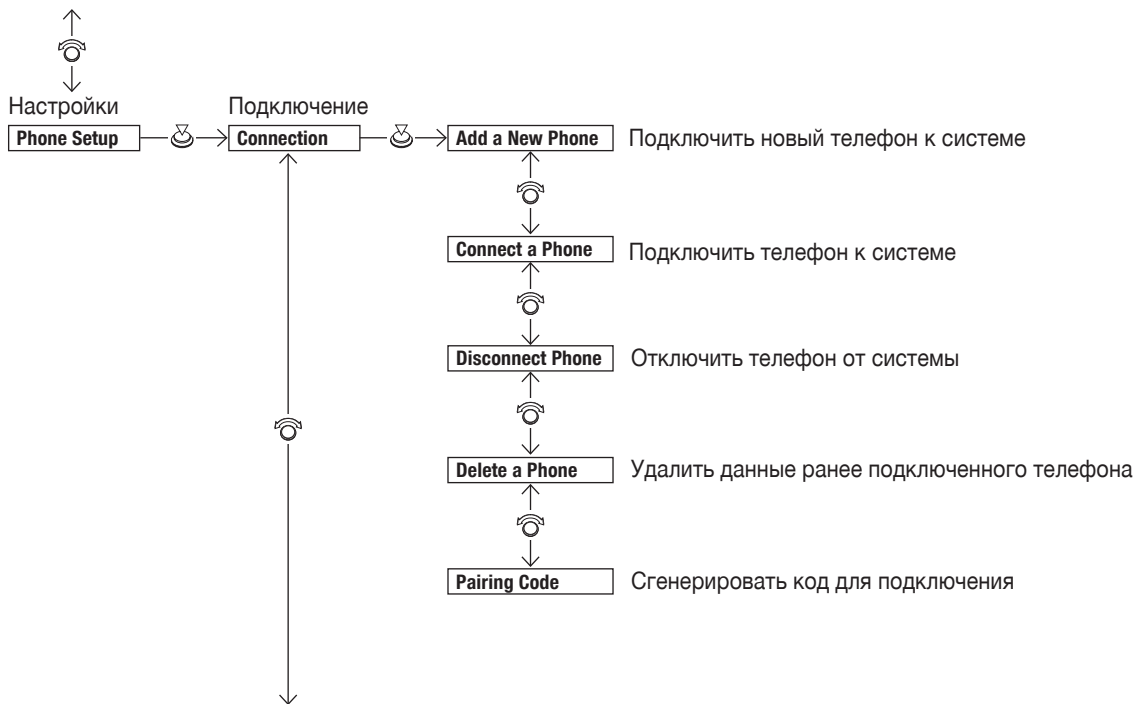 Настройки
Подключение
Phone Setup
Connection
Add a New Phone
Подключить новый телефон к системе
Connect a Phone
Подключить телефон к системе
Disconnect Phone
Отключить телефон от системы
Delete a Phone
Удалить данные ранее подключенного телефона
Pairing Code
Сгенерировать код для подключения